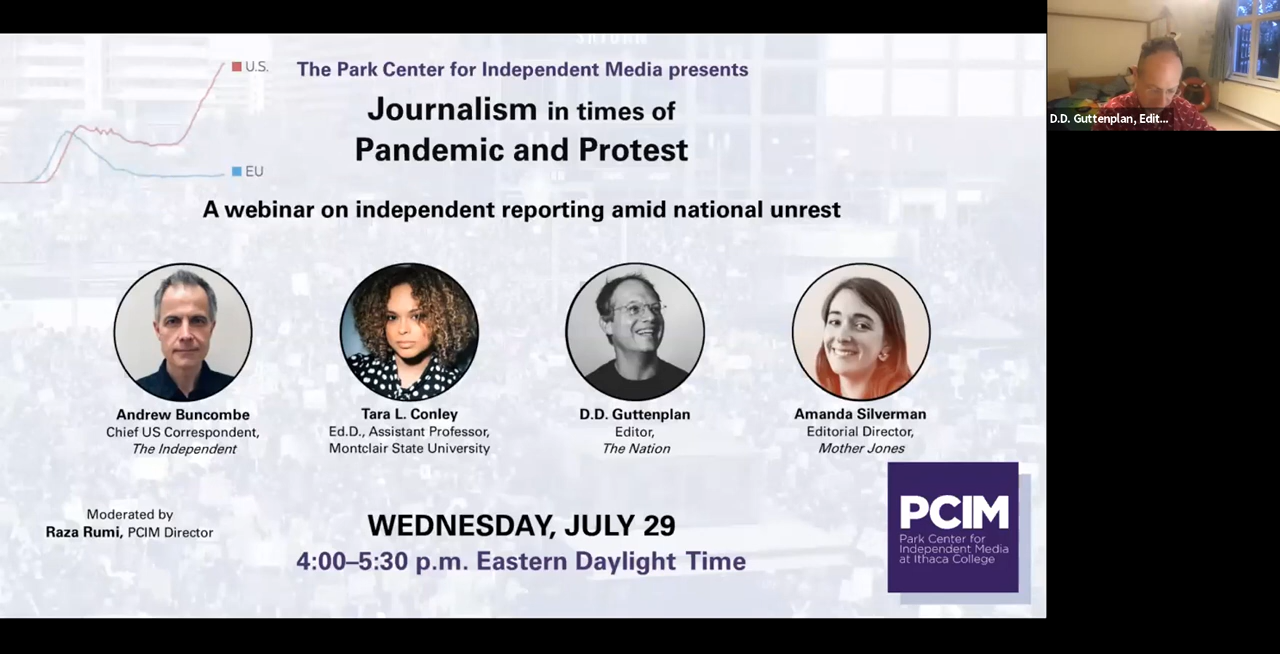 U.S.
The Park Center for Independent Media presents
Journalism in times of
Pandemic and Protest
EU
A webinar on independent reporting amid national unrest
Andrew Buncombe
Chief US Correspondent,
The Independent
Tara L. Conley
Ed.D., Assistant Professor,
Montclair State University
D.D. Guttenplan
Editor,
The Nation
Amanda Silverman
Editorial Director,
Mother Jones
Moderated by
Raza Rumi, PCIM Director
WEDNESDAY, JULY 29
4:00–5:30 p.m. Eastern Daylight Time
PCIM
Park Center for
Independent Media
at Ithaca College
D.D. Guttenplan, Edit...